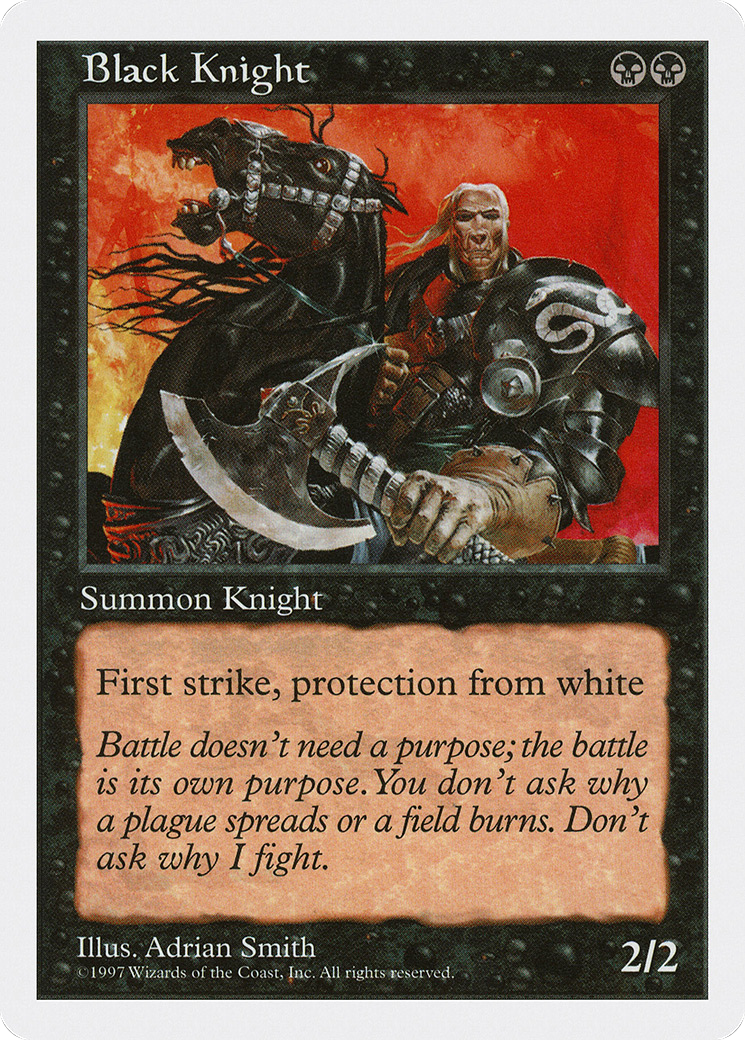 Black Knight
Summon Knight
First strike, protection from white
Battle doesn't need a purpose; the battle
is its own purpose. You don't ask why
a plague spreads or a field burns. Don't
ask why I fight.
Illus. Adrian Smith
2/2
©1997 Wizards of the Coast, Inc. All rights reserved.